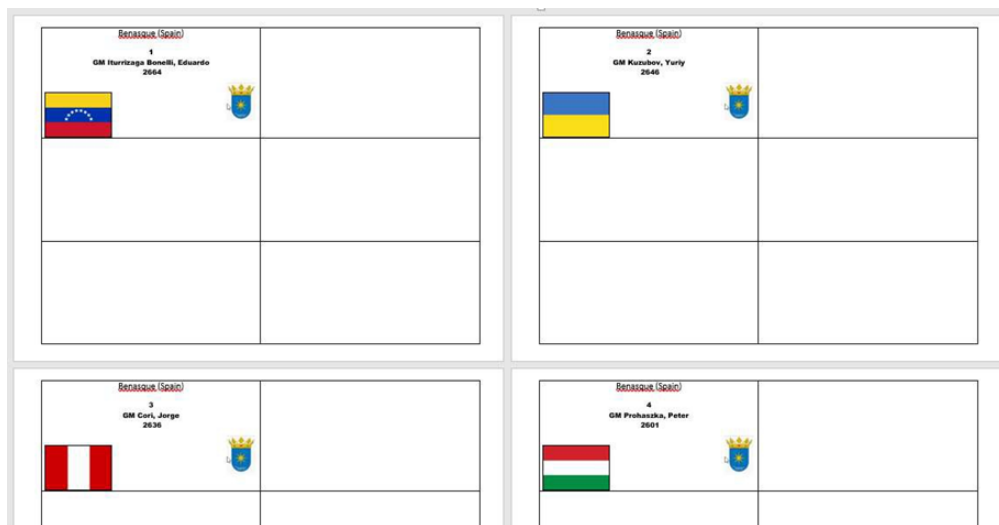 Benasque (Spain)
1
GM Iturrizaga Bonelli, Eduardo
2664
Benasque (Spain)
2
GM Kuzubov, Yuriy
2646
Benasque (Spain)
3
GM Cori, Jorge
2636
Benasque (Spain)
4
GM Prohaszka, Peter
2601